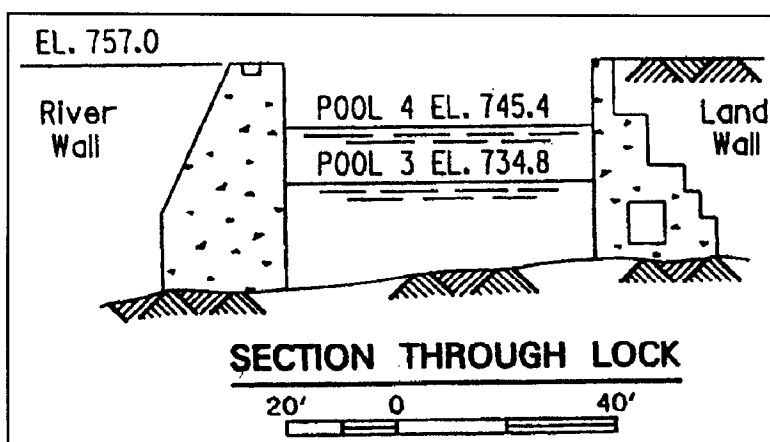 EL. 757.0
River
Wall
POOL 4 EL. 745.4
POOL 3 EL. 734.8
Land
Wall
SECTION THROUGH LOCK
20' 0 40'